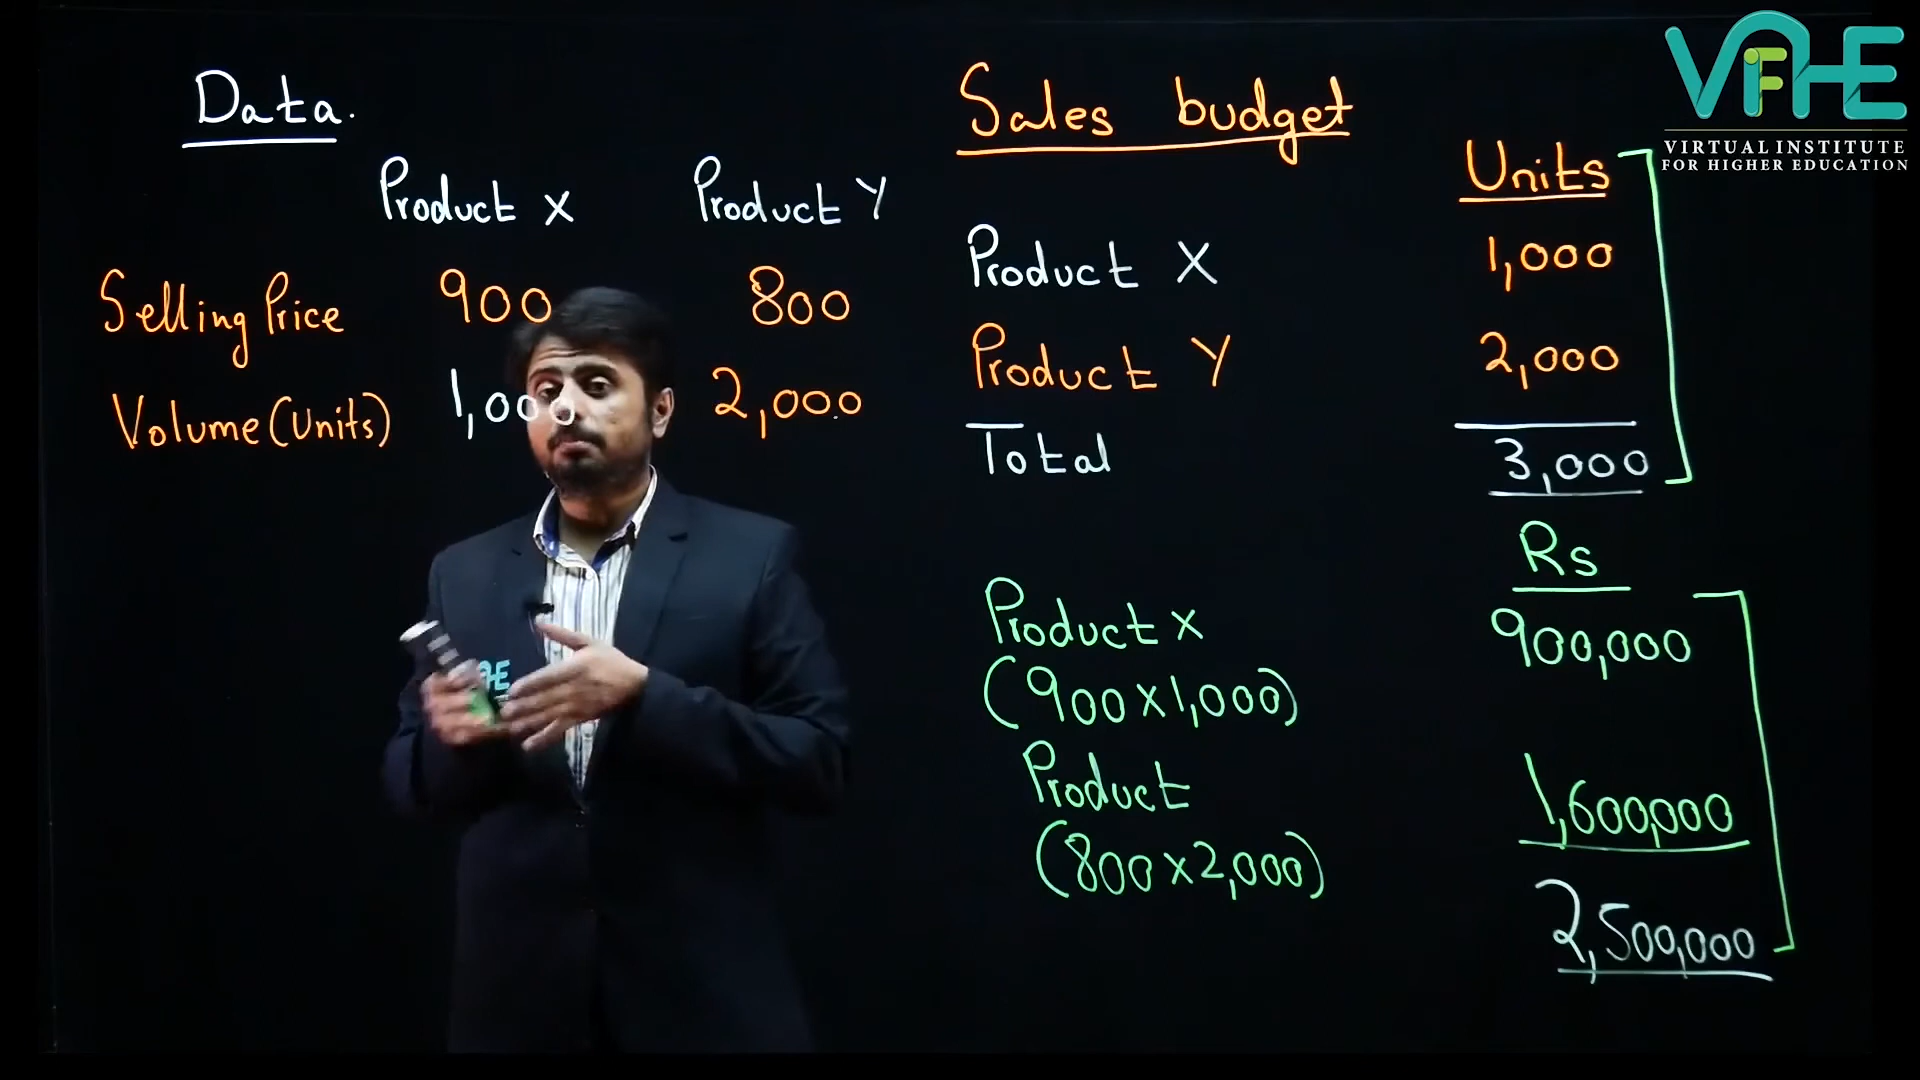 Data.
Product X Product Y
Selling Price 900 800
Volume (Units) 1,000 2,000
Sales budget
Units
Product X 1,000
Product Y 2,000
Total 3,000
Rs
Product X 900,000
(900 x 1,000)
Product 1,600,000
(800 x 2,000)
2,500,000
VIFHE
VIRTUAL INSTITUTE
FOR HIGHER EDUCATION